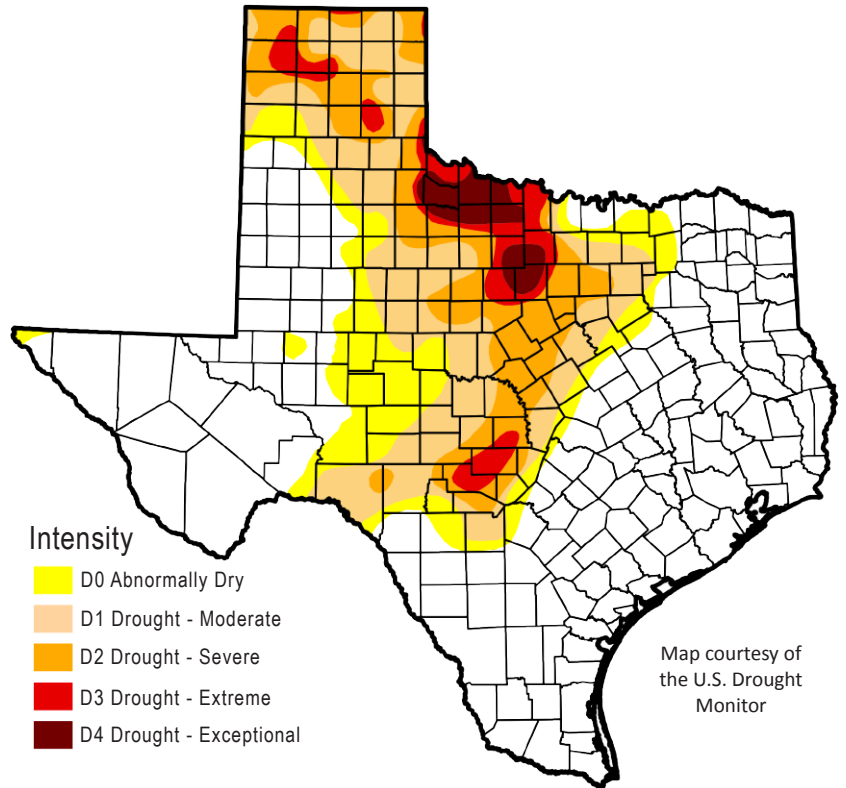 Intensity
D0 Abnormally Dry
D1 Drought - Moderate
D2 Drought - Severe
D3 Drought - Extreme
D4 Drought - Exceptional
Map courtesy of
the U.S. Drought
Monitor